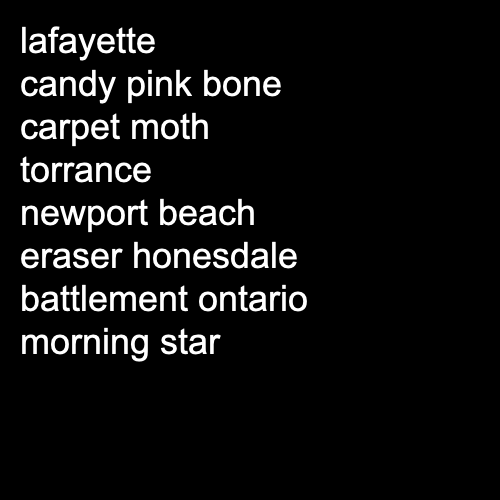 lafayette
candy pink bone
carpet moth
torrance
newport beach
eraser honesdale
battlement ontario
morning star